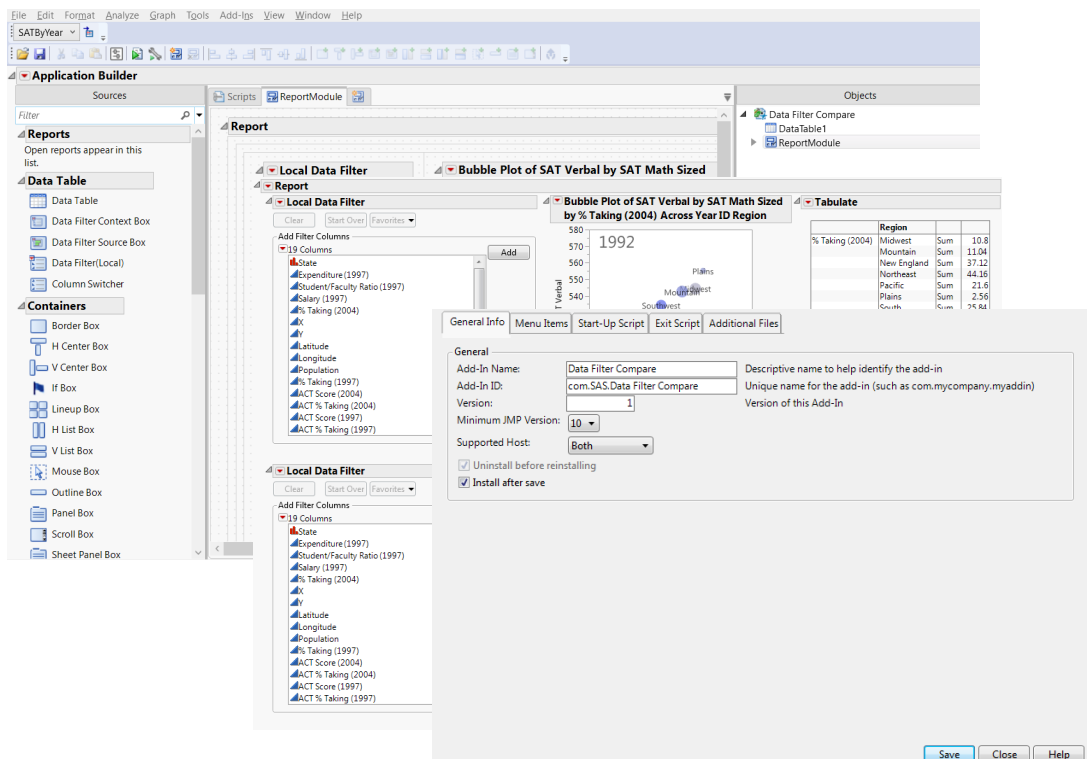 File Edit Format Analyze Graph Tools Add-Ins View Window Help
SATByYear
Application Builder
Sources
Filter
Reports
Open reports appear in this
list.
Data Table
Data Table
Data Filter Context Box
Data Filter Source Box
Data Filter(Local)
Column Switcher
Containers
Border Box
H Center Box
V Center Box
If Box
Lineup Box
H List Box
V List Box
Mouse Box
Outline Box
Panel Box
Scroll Box
Sheet Panel Box
Scripts ReportModule
Report
Local Data Filter
Bubble Plot of SAT Verbal by SAT Math Sized
Objects
Data Filter Compare
DataTable1
ReportModule
Report
Local Data Filter
Clear Start Over Favorites
Add Filter Columns
19 Columns
Add
State
Expenditure (1997)
Student/Faculty Ratio (1997)
Salary (1997)
% Taking (2004)
X
Y
Latitude
Longitude
Population
% Taking (1997)
ACT Score (2004)
ACT % Taking (2004)
ACT Score (1997)
ACT % Taking (1997)
Local Data Filter
Clear Start Over Favorites
Add Filter Columns
19 Columns
State
Expenditure (1997)
Student/Faculty Ratio (1997)
Salary (1997)
% Taking (2004)
X
Y
Latitude
Longitude
Population
% Taking (1997)
ACT Score (2004)
ACT % Taking (2004)
ACT Score (1997)
ACT % Taking (1997)
Bubble Plot of SAT Verbal by SAT Math Sized
by % Taking (2004) Across Year ID Region
580
570
560
550
540
Verbal
1992
Plains
Mountain
Midwest
Southwest
Tabulate
Region
% Taking (2004) Midwest Sum 10.8
Mountain Sum 11.04
New England Sum 37.12
Northeast Sum 44.16
Pacific Sum 21.6
Plains Sum 2.56
South Sum 25.84
General Info Menu Items Start-Up Script Exit Script Additional Files
General
Add-In Name: Data Filter Compare Descriptive name to help identify the add-in
Add-In ID: com.SAS.Data Filter Compare Unique name for the add-in (such as com.mycompany.myaddin)
Version: 1 Version of this Add-In
Minimum JMP Version: 10
Supported Host: Both
Uninstall before reinstalling
Install after save
Save Close Help